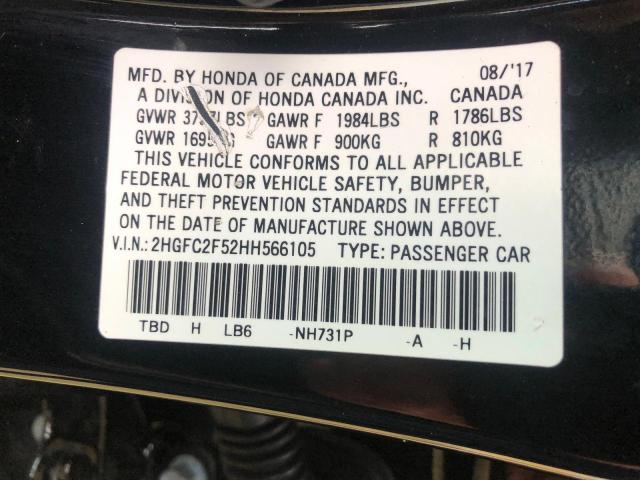 MFD. BY HONDA OF CANADA MFG., 08/'17
A DIVISION OF HONDA CANADA INC. CANADA
GVWR GAWR F 1984LBS R 1786LBS
GVWR GAWR F 900KG R 810KG
THIS VEHICLE CONFORMS TO ALL APPLICABLE
FEDERAL MOTOR VEHICLE SAFETY, BUMPER,
AND THEFT PREVENTION STANDARDS IN EFFECT
ON THE DATE OF MANUFACTURE SHOWN ABOVE.
V.I.N.: 2HGFC2F52HH566105 TYPE: PASSENGER CAR
TBD H LB6 -NH731P -A -H